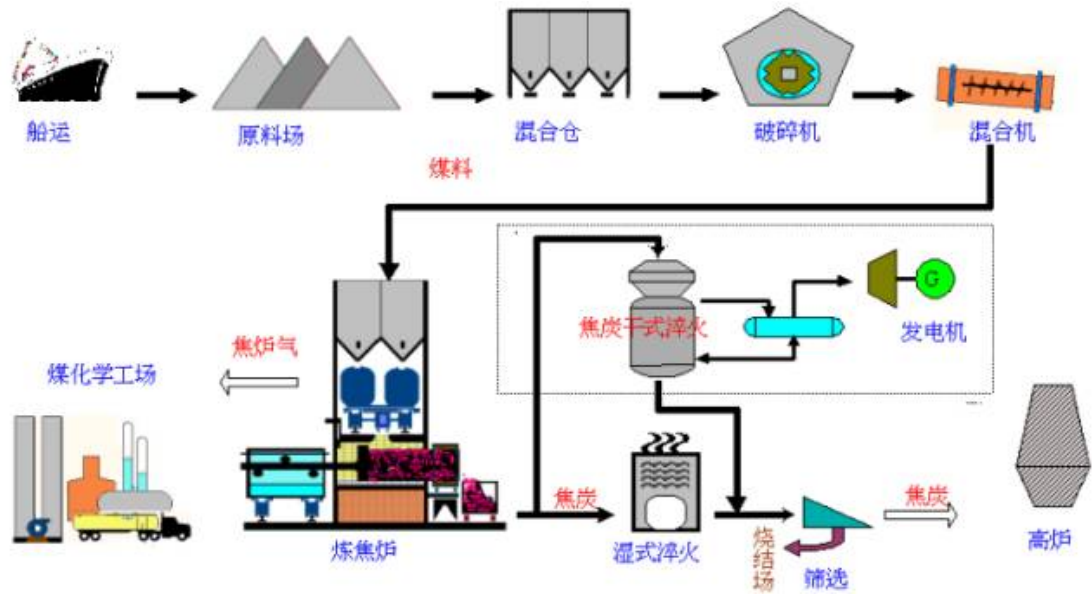 船运
原料场
混合仓
破碎机
混合机
煤料
焦炭干式淬火
G
发电机
焦炉气
煤化学工场
焦炭
炼焦炉
湿式淬火
烧结场
筛选
焦炭
高炉